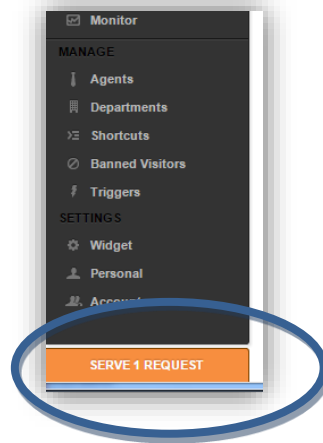 Monitor
MANAGE
Agents
Departments
Shortcuts
Banned Visitors
Triggers
SETTINGS
Widget
Personal
SERVE 1 REQUEST